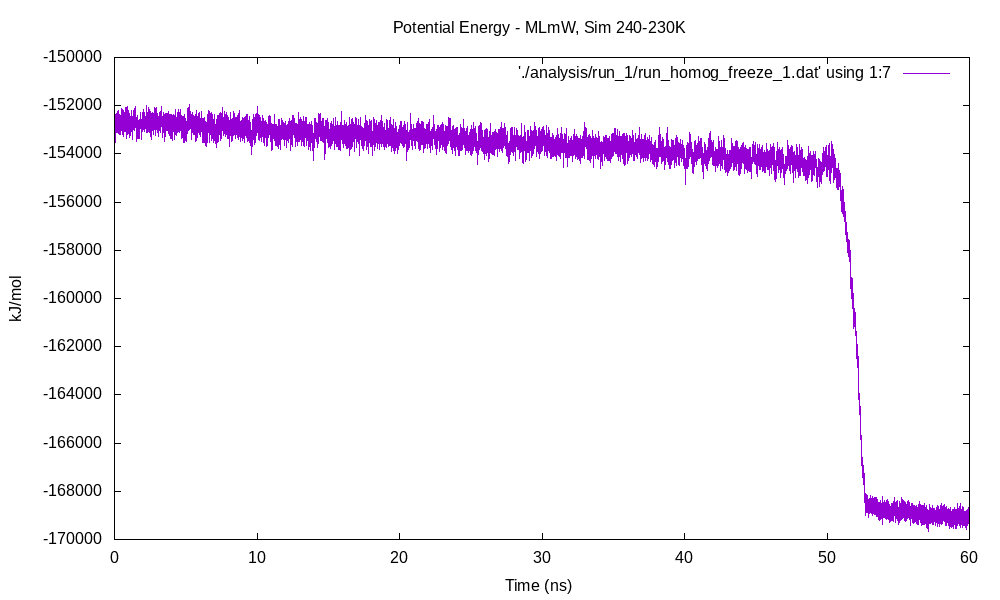 Potential Energy - MLmW, Sim 240-230K
'./analysis/run_1/run_homog_freeze_1.dat' using 1:7
-150000
-152000
-154000
-156000
-158000
-160000
-162000
-164000
-166000
-168000
-170000
kJ/mol
0 10 20 30 40 50 60
Time (ns)